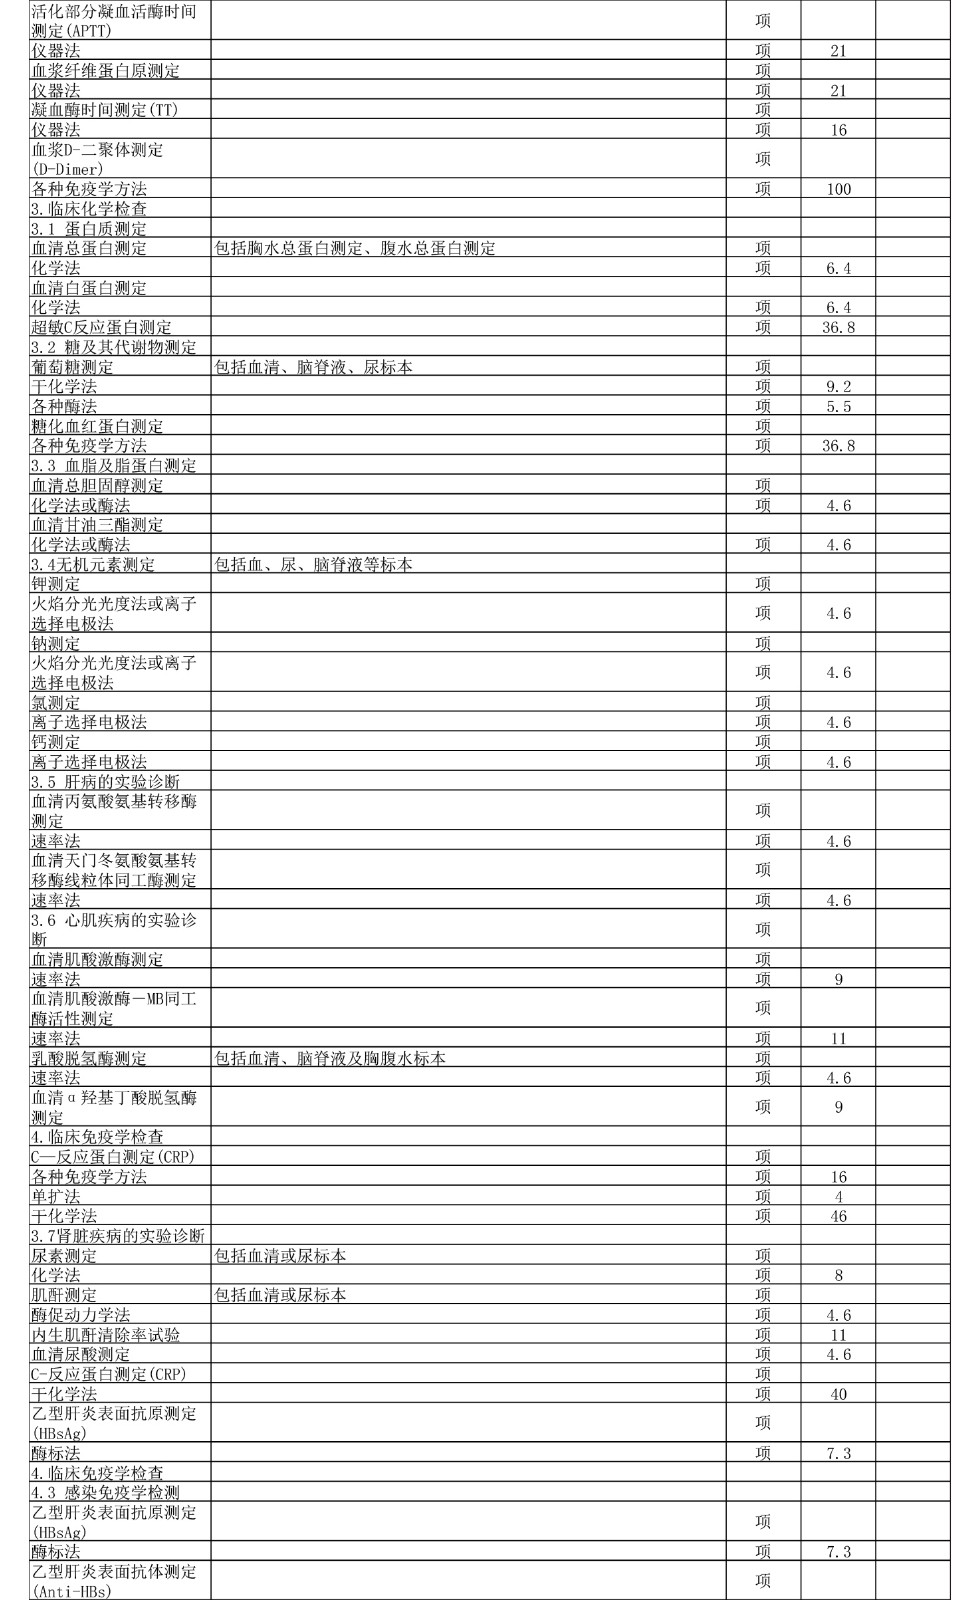 活化部分凝血活酶时间
测定(APTT) 项
仪器法 项 21
血浆纤维蛋白原测定 项
仪器法 项 21
凝血酶时间测定(TT) 项
仪器法 项 16
血浆D-二聚体测定
(D-Dimer) 项
各种免疫学方法 项 100
3.临床化学检查
3.1 蛋白质测定
血清总蛋白测定 包括胸水总蛋白测定、腹水总蛋白测定 项
化学法 项 6.4
血清白蛋白测定
化学法 项 6.4
超敏C反应蛋白测定 项 36.8
3.2 糖及其代谢物测定
葡萄糖测定 包括血清、脑脊液、尿标本 项
干化学法 项 9.2
各种酶法 项 5.5
糖化血红蛋白测定 项
各种免疫学方法 项 36.8
3.3 血脂及脂蛋白测定
血清总胆固醇测定 项
化学法或酶法 项 4.6
血清甘油三酯测定
化学法或酶法 项 4.6
3.4无机元素测定 包括血、尿、脑脊液等标本
钾测定 项
火焰分光光度法或离子
选择电极法 项 4.6
钠测定 项
火焰分光光度法或离子
选择电极法 项 4.6
氯测定 项
离子选择电极法 项 4.6
钙测定 项
离子选择电极法 项 4.6
3.5 肝病的实验诊断
血清丙氨酸氨基转移酶
测定 项
速率法 项 4.6
血清天门冬氨酸氨基转
移酶线粒体同工酶测定 项
速率法 项 4.6
3.6 心肌疾病的实验诊
断 项
血清肌酸激酶测定 项
速率法 项 9
血清肌酸激酶－MB同工
酶活性测定 项
速率法 项 11
乳酸脱氢酶测定 包括血清、脑脊液及胸腹水标本 项
速率法 项 4.6
血清α羟基丁酸脱氢酶
测定 项 9
4.临床免疫学检查
C—反应蛋白测定(CRP) 项
各种免疫学方法 项 16
单扩法 项 4
干化学法 项 46
3.7肾脏疾病的实验诊断
尿素测定 包括血清或尿标本 项
化学法 项 8
肌酐测定 包括血清或尿标本 项
酶促动力学法 项 4.6
内生肌酐清除率试验 项 11
血清尿酸测定 项 4.6
C-反应蛋白测定(CRP) 项
干化学法 项 40
乙型肝炎表面抗原测定
(HBsAg) 项
酶标法 项 7.3
4.临床免疫学检查
4.3 感染免疫学检测
乙型肝炎表面抗原测定
(HBsAg) 项
酶标法 项 7.3
乙型肝炎表面抗体测定
(Anti-HBs) 项